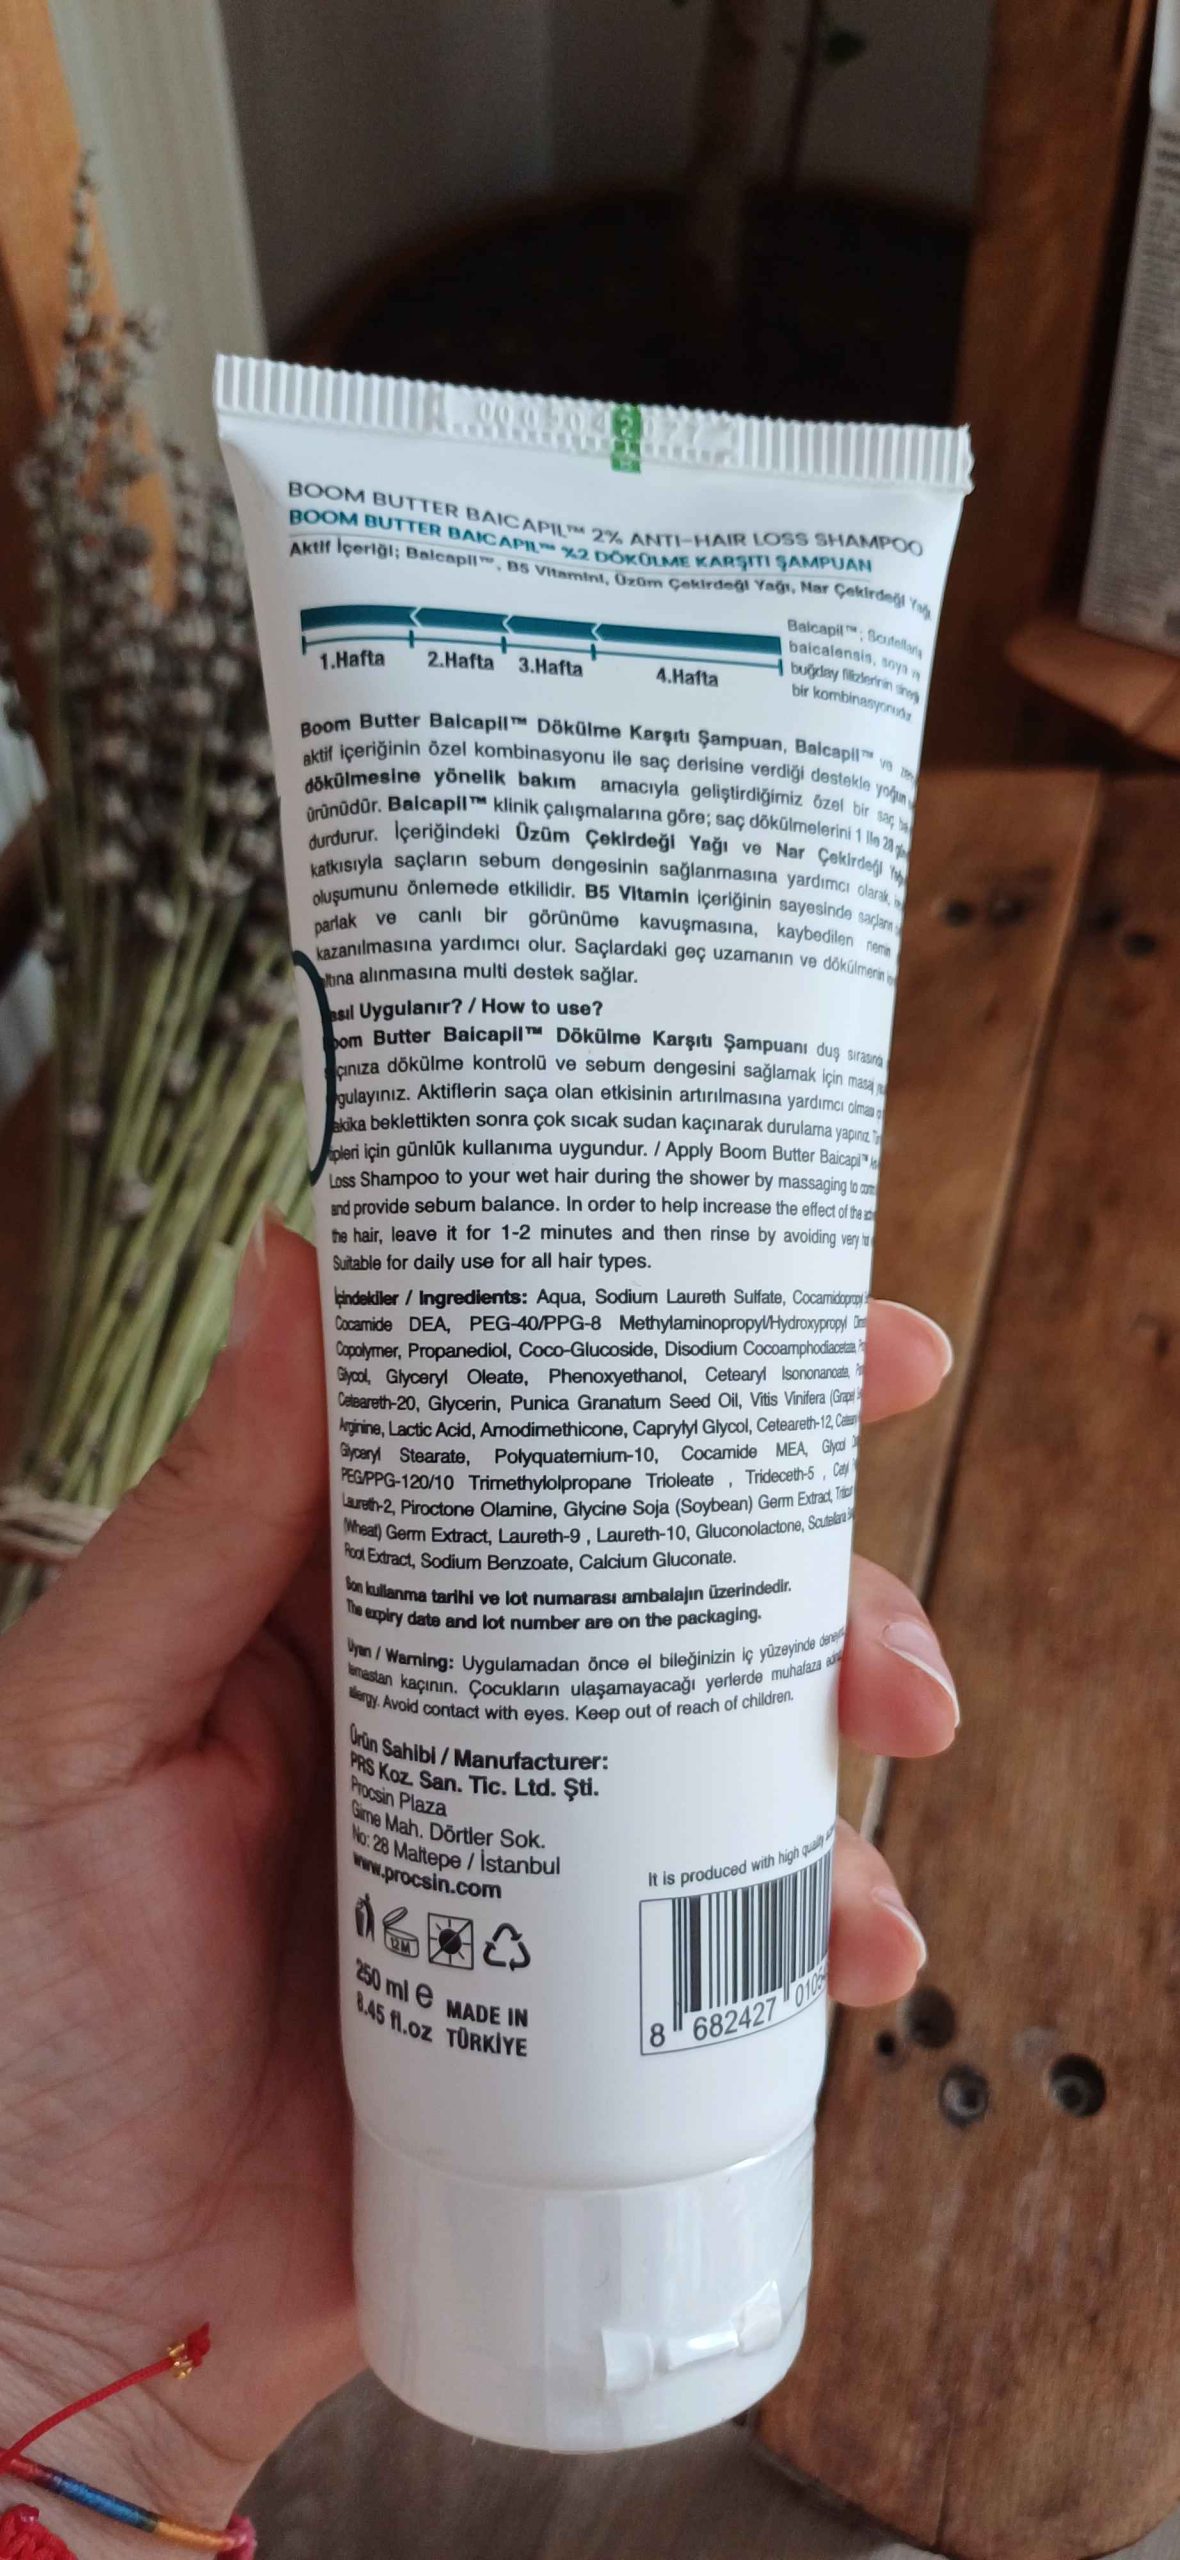 BOOM BUTTER BAICAPIL™ 2% ANTI-HAIR LOSS SHAMPOO
BOOM BUTTER BAICAPIL™ %2 DÖKÜLME KARŞITI ŞAMPUAN
Aktif İçeriği; Baicapil™, B5 Vitamini, Üzüm Çekirdeği Yağı, Nar Çekirdeği Yağı
Baicapil™; Scutellaria
baicalensis, soya ve
buğday filizlerinin
bir kombinasyonudur
1.Hafta 2.Hafta 3.Hafta 4.Hafta
Boom Butter Baicapil™ Dökülme Karşıtı Şampuan, Baicapil™ ve
aktif içeriğinin özel kombinasyonu ile saç derisine verdiği destekle yoğun
dökülmesine yönelik bakım amacıyla geliştirdiğimiz özel bir saç
ürünüdür. Baicapil™ klinik çalışmalarına göre; saç dökülmelerini 1 ile 28
durdurur. İçeriğindeki Üzüm Çekirdeği Yağı ve Nar Çekirdeği
katkısıyla saçların sebum dengesinin sağlanmasına yardımcı olarak,
oluşumunu önlemede etkilidir. B5 Vitamin içeriğinin sayesinde saçların
parlak ve canlı bir görünüme kavuşmasına, kaybedilen nemin
kazanılmasına yardımcı olur. Saçlardaki geç uzamanın ve dökülmenin
alınmasına multi destek sağlar.
Uygulanır? / How to use?
Butter Baicapil™ Dökülme Karşıtı Şampuanı duş sırasında
dökülme kontrolü ve sebum dengesini sağlamak için masaj
Aktiflerin saça olan etkisinin artırılmasına yardımcı olması
beklettikten sonra çok sıcak sudan kaçınarak durulama yapınız.
için günlük kullanıma uygundur. / Apply Boom Butter Baicapil™
Loss Shampoo to your wet hair during the shower by massaging to
and provide sebum balance. In order to help increase the effect of the
the hair, leave it for 1-2 minutes and then rinse by avoiding very
Suitable for daily use for all hair types.
İçindekiler / Ingredients: Aqua, Sodium Laureth Sulfate, Cocamidopropyl
Cocamide DEA, PEG-40/PPG-8 Methylaminopropyl/Hydroxypropyl
Copolymer, Propanediol, Coco-Glucoside, Disodium Cocoamphodiacetate,
Glycol, Glyceryl Oleate, Phenoxyethanol, Cetearyl Isononanoate,
Ceteareth-20, Glycerin, Punica Granatum Seed Oil, Vitis Vinifera (Grape)
Arginine, Lactic Acid, Amodimethicone, Caprylyl Glycol, Ceteareth-12,
Glyceryl Stearate, Polyquaternium-10, Cocamide MEA, Glycol
PEG/PPG-120/10 Trimethylolpropane Trioleate , Trideceth-5 , Cetyl
Laureth-2, Piroctone Olamine, Glycine Soja (Soybean) Germ Extract,
(Wheat) Germ Extract, Laureth-9 , Laureth-10, Gluconolactone,
Root Extract, Sodium Benzoate, Calcium Gluconate.
Son kullanma tarihi ve lot numarası ambalajın üzerindedir.
The expiry date and lot number are on the packaging.
Uyarı / Warning: Uygulamadan önce el bileğinizin iç yüzeyinde
kaçının. Çocukların ulaşamayacağı yerlerde muhafaza
allergy. Avoid contact with eyes. Keep out of reach of children.
Ürün Sahibi / Manufacturer:
PRS Koz. San. Tic. Ltd. Şti.
Procsin Plaza
Girne Mah. Dörtler Sok.
No: 28 Maltepe / İstanbul
www.procsin.com
It is produced with high quality
12M
250 ml e
8.45 fl.oz
MADE IN
TÜRKİYE
8 682427